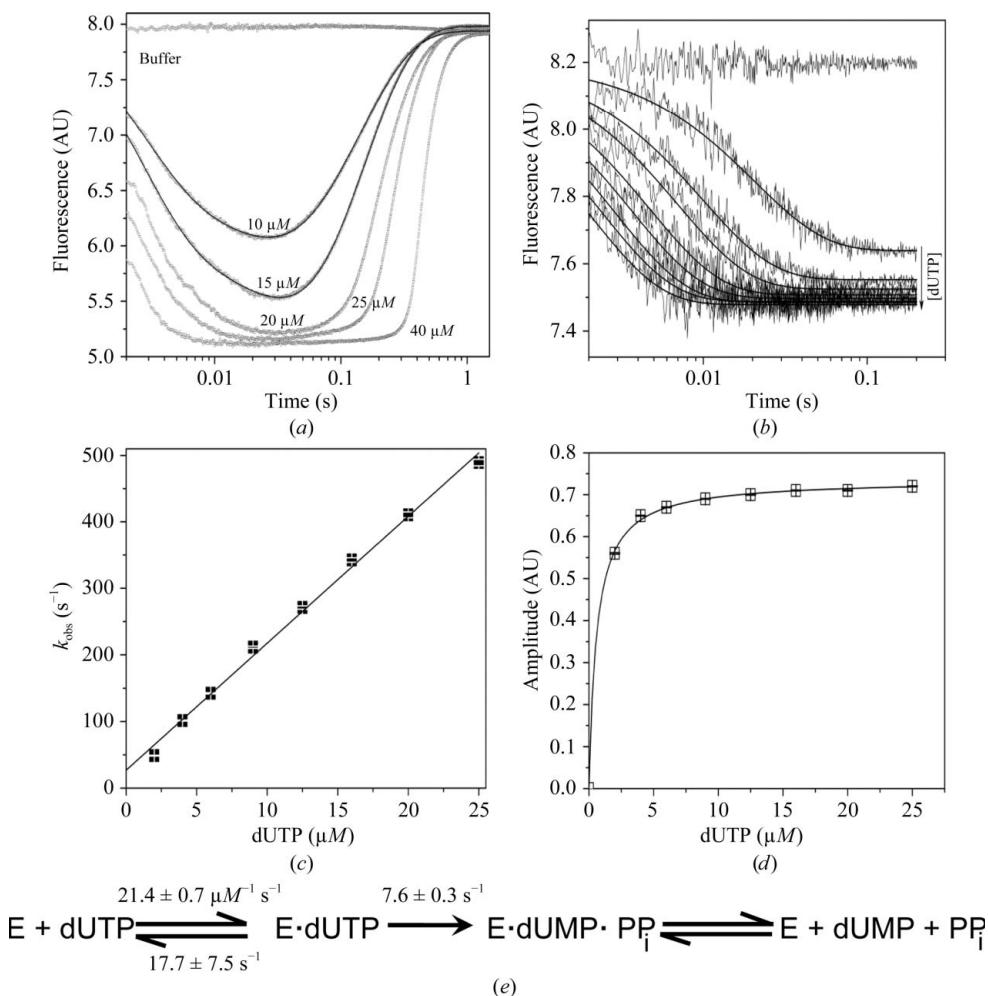 8.0
7.5
7.0
6.5
6.0
5.5
5.0
Fluorescence (AU)
Buffer
10 µM
15 µM
20 µM
25 µM
40 µM
0.01
0.1
1
Time (s)
(a)
8.2
8.0
7.8
7.6
7.4
Fluorescence (AU)
[dUTP]
0.01
0.1
Time (s)
(b)
500
400
300
200
100
0
kobs (s−1)
0
5
10
15
20
25
dUTP (µM)
(c)
0.8
0.7
0.6
0.5
0.4
0.3
0.2
0.1
0.0
Amplitude (AU)
0
5
10
15
20
25
dUTP (µM)
(d)
21.4 ± 0.7 µM−1 s−1
7.6 ± 0.3 s−1
E + dUTP E·dUTP E·dUMP· PPi E + dUMP + PPi
17.7 ± 7.5 s−1
(e)